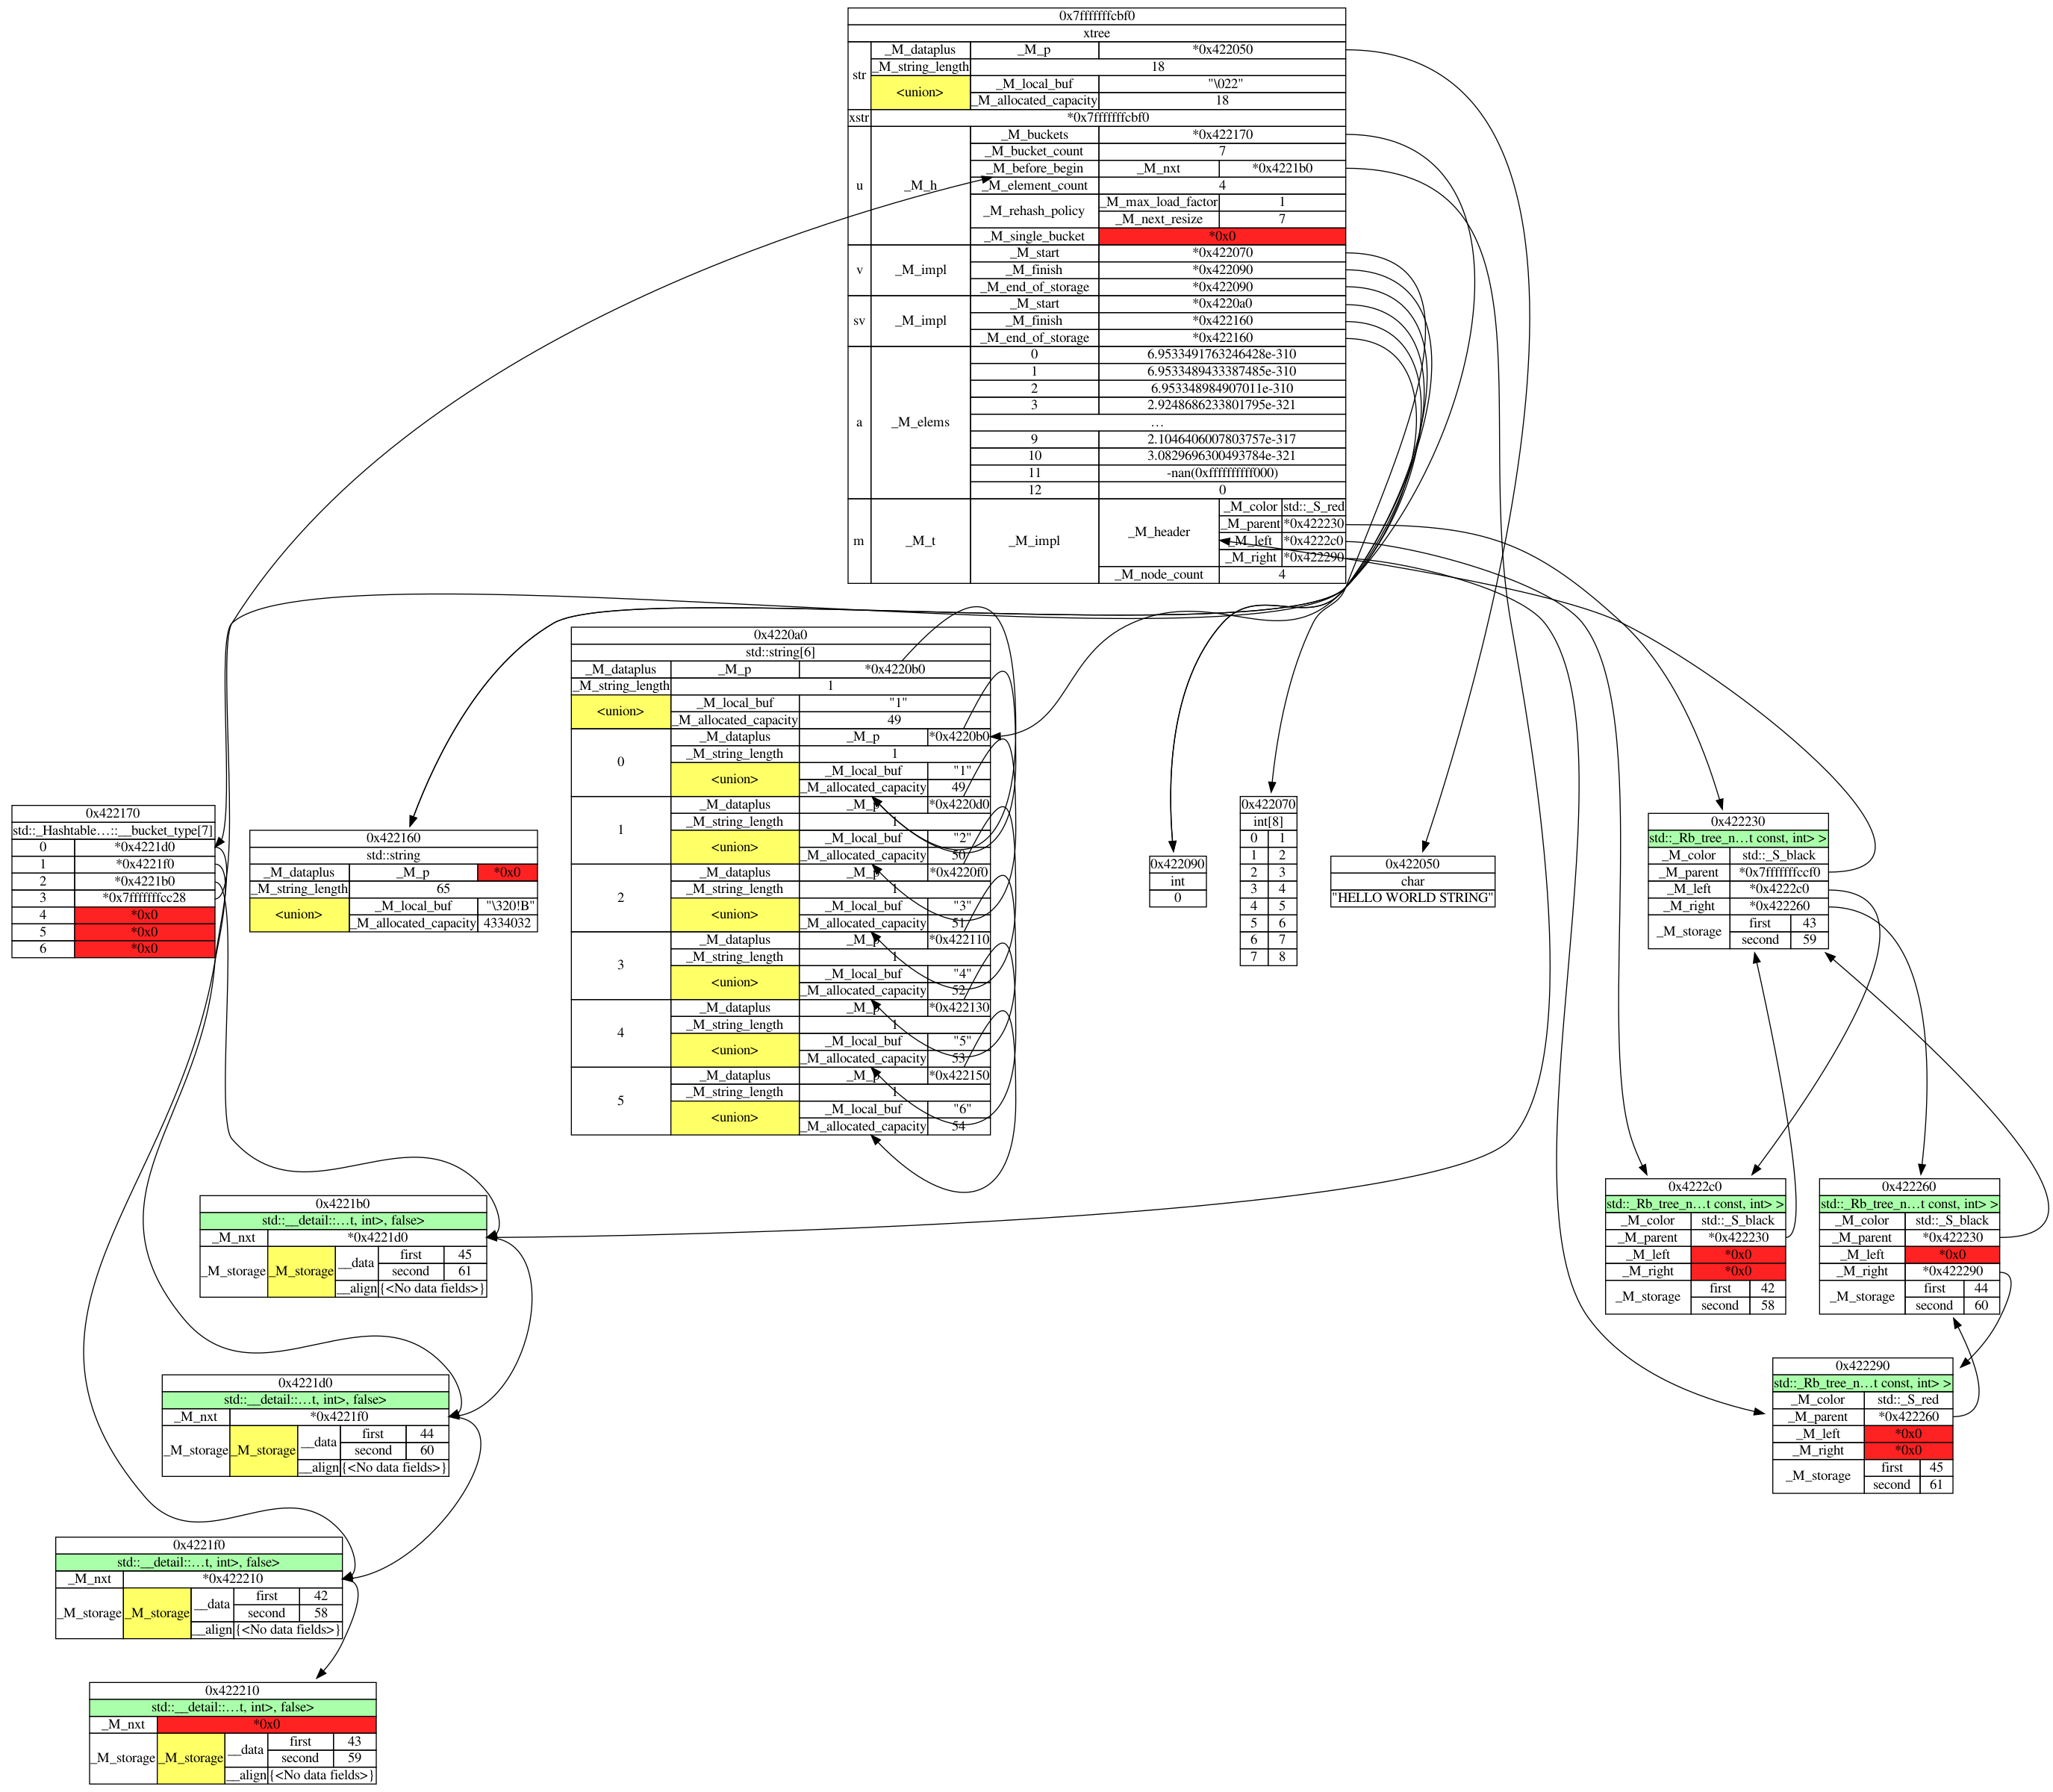 0x7fffffffcbf0
xtree
str _M_dataplus _M_p *0x422050
_M_string_length 18
<union> _M_local_buf "\022"
_M_allocated_capacity 18
xstr *0x7fffffffcbf0
u _M_h _M_buckets *0x422170
_M_bucket_count 7
_M_before_begin _M_nxt *0x4221b0
_M_element_count 4
_M_rehash_policy _M_max_load_factor 1
_M_next_resize 7
_M_single_bucket *0x0
v _M_impl _M_start *0x422070
_M_finish *0x422090
_M_end_of_storage *0x422090
sv _M_impl _M_start *0x4220a0
_M_finish *0x422160
_M_end_of_storage *0x422160
a _M_elems 0 6.9533491763246428e-310
1 6.9533489433387485e-310
2 6.953348984907011e-310
3 2.9248686233801795e-321
…
9 2.1046406007803757e-317
10 3.0829696300493784e-321
11 -nan(0xffffffffff000)
12 0
m _M_t _M_impl _M_header _M_color std::_S_red
_M_parent *0x422230
_M_left *0x4222c0
_M_right *0x422290
_M_node_count 4
0x4220a0
std::string[6]
_M_dataplus _M_p *0x4220b0
_M_string_length 1
<union> _M_local_buf "1"
_M_allocated_capacity 49
0 _M_dataplus _M_p *0x4220b0
_M_string_length 1
<union> _M_local_buf "1"
_M_allocated_capacity 49
1 _M_dataplus _M_p *0x4220d0
_M_string_length 1
<union> _M_local_buf "2"
_M_allocated_capacity 50
2 _M_dataplus _M_p *0x4220f0
_M_string_length 1
<union> _M_local_buf "3"
_M_allocated_capacity 51
3 _M_dataplus _M_p *0x422110
_M_string_length 1
<union> _M_local_buf "4"
_M_allocated_capacity 52
4 _M_dataplus _M_p *0x422130
_M_string_length 1
<union> _M_local_buf "5"
_M_allocated_capacity 53
5 _M_dataplus _M_p *0x422150
_M_string_length 1
<union> _M_local_buf "6"
_M_allocated_capacity 54
0x422170
std::_Hashtable…::__bucket_type[7]
0 *0x4221d0
1 *0x4221f0
2 *0x4221b0
3 *0x7fffffffcc28
4 *0x0
5 *0x0
6 *0x0
0x422160
std::string
_M_dataplus _M_p *0x0
_M_string_length 65
<union> _M_local_buf "\320!B"
_M_allocated_capacity 4334032
0x422090
int
0
0x422070
int[8]
0 1
1 2
2 3
3 4
4 5
5 6
6 7
7 8
0x422050
char
"HELLO WORLD STRING"
0x422230
std::_Rb_tree_n…t const, int> >
_M_color std::_S_black
_M_parent *0x7fffffffccf0
_M_left *0x4222c0
_M_right *0x422260
_M_storage first 43
second 59
0x4221b0
std::__detail::…t, int>, false>
_M_nxt *0x4221d0
_M_storage _M_storage __data first 45
second 61
__align {<No data fields>}
0x4222c0
std::_Rb_tree_n…t const, int> >
_M_color std::_S_black
_M_parent *0x422230
_M_left *0x0
_M_right *0x0
_M_storage first 42
second 58
0x422260
std::_Rb_tree_n…t const, int> >
_M_color std::_S_black
_M_parent *0x422230
_M_left *0x0
_M_right *0x422290
_M_storage first 44
second 60
0x4221d0
std::__detail::…t, int>, false>
_M_nxt *0x4221f0
_M_storage _M_storage __data first 44
second 60
__align {<No data fields>}
0x422290
std::_Rb_tree_n…t const, int> >
_M_color std::_S_red
_M_parent *0x422260
_M_left *0x0
_M_right *0x0
_M_storage first 45
second 61
0x4221f0
std::__detail::…t, int>, false>
_M_nxt *0x422210
_M_storage _M_storage __data first 42
second 58
__align {<No data fields>}
0x422210
std::__detail::…t, int>, false>
_M_nxt *0x0
_M_storage _M_storage __data first 43
second 59
__align {<No data fields>}